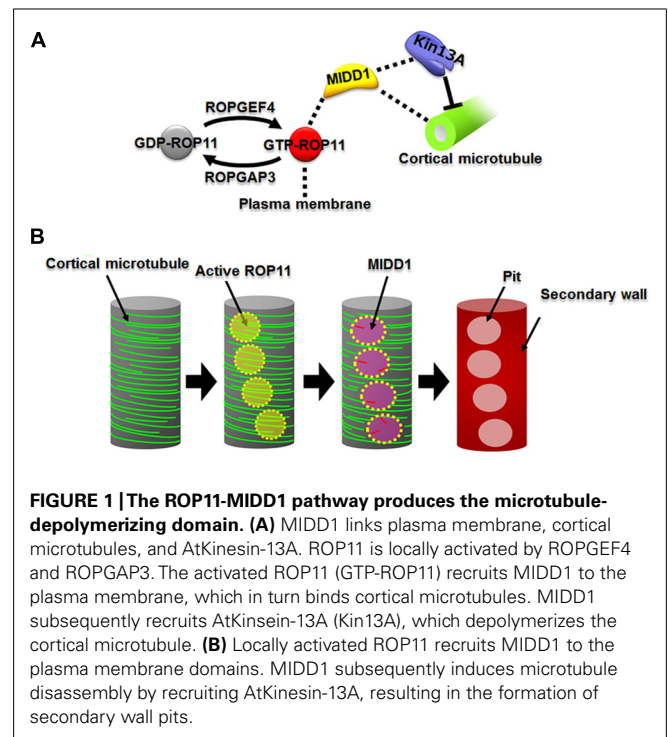 A
Kin13A
MIDD1
ROPGEF4
GDP-ROP11
GTP-ROP11
ROPGAP3
Cortical microtubule
Plasma membrane
B
Cortical microtubule
Active ROP11
MIDD1
Pit
Secondary wall
FIGURE 1 | The ROP11-MIDD1 pathway produces the microtubule-
depolymerizing domain. (A) MIDD1 links plasma membrane, cortical
microtubules, and AtKinesin-13A. ROP11 is locally activated by ROPGEF4
and ROPGAP3. The activated ROP11 (GTP-ROP11) recruits MIDD1 to the
plasma membrane, which in turn binds cortical microtubules. MIDD1
subsequently recruits AtKinsein-13A (Kin13A), which depolymerizes the
cortical microtubule. (B) Locally activated ROP11 recruits MIDD1 to the
plasma membrane domains. MIDD1 subsequently induces microtubule
disassembly by recruiting AtKinesin-13A, resulting in the formation of
secondary wall pits.